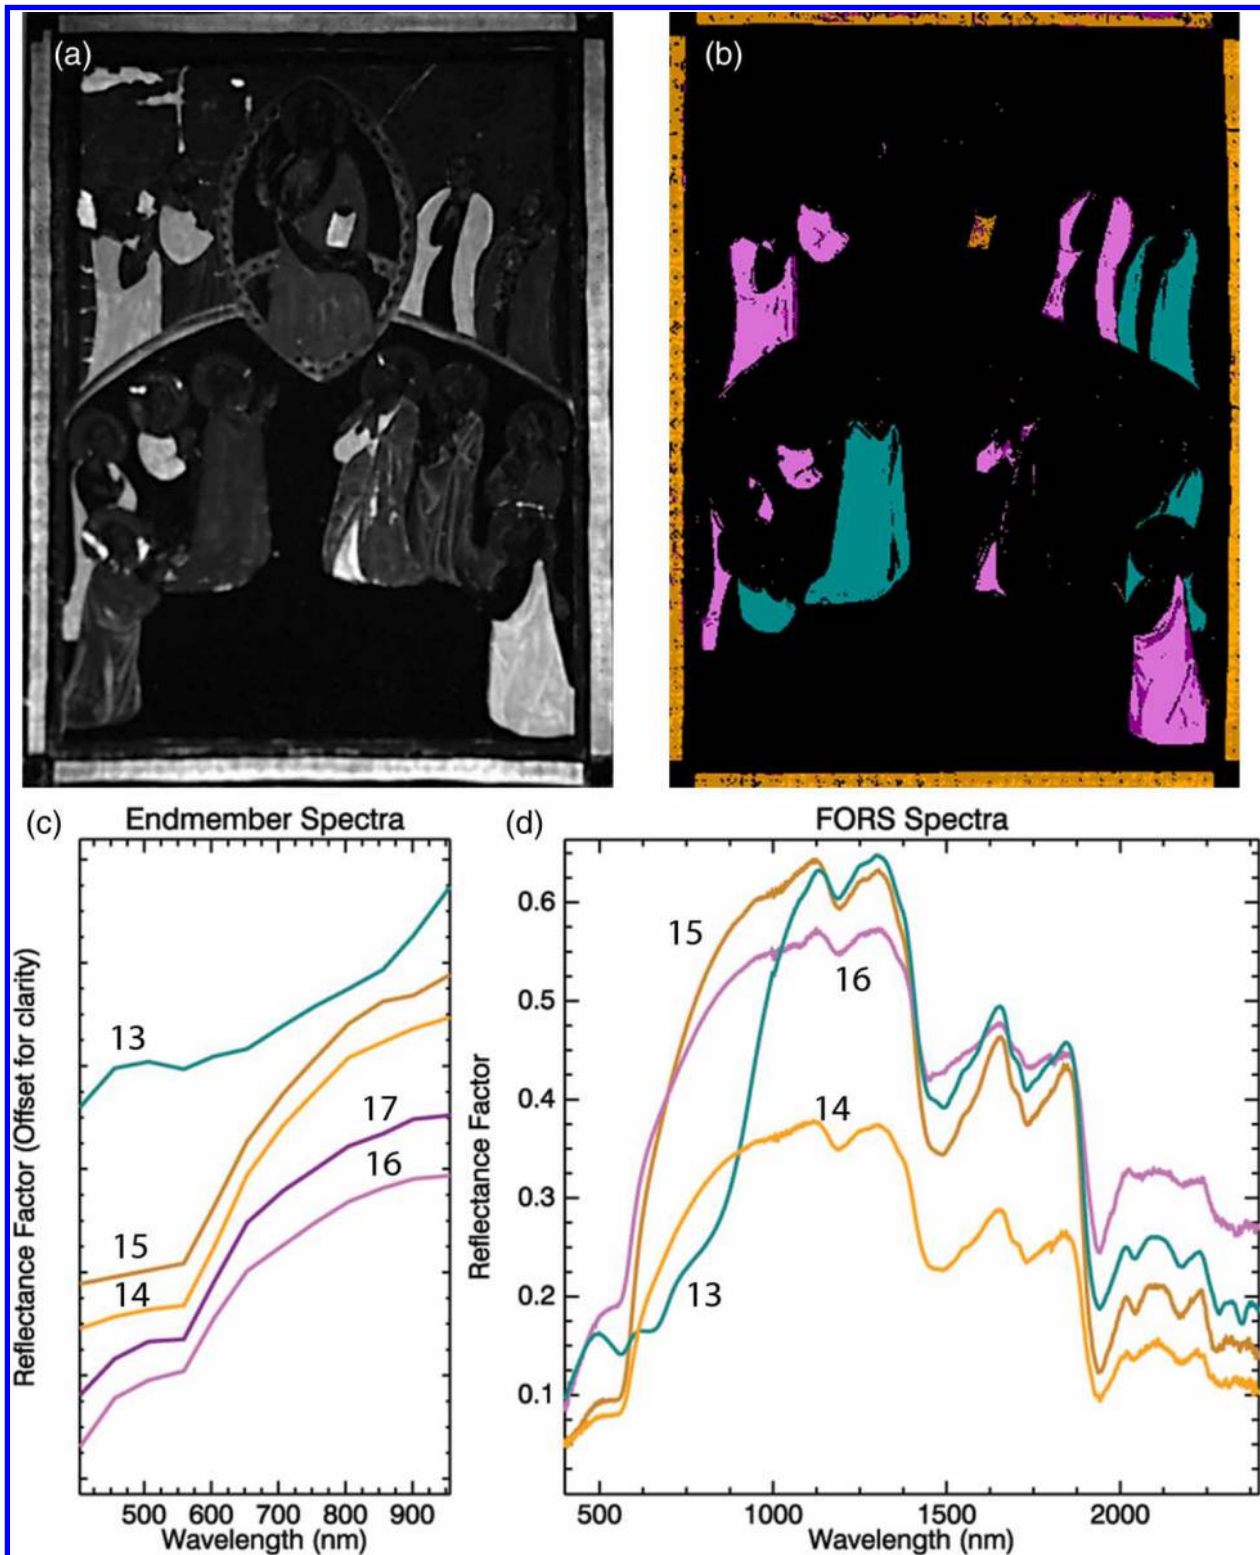 (a)
(b)
(c)
Endmember Spectra
(d)
FORS Spectra
Reflectance Factor (Offset for clarity)
13
17
16
15
14
500 600 700 800 900
Wavelength (nm)
Reflectance Factor
0.6
0.5
0.4
0.3
0.2
0.1
15
16
14
13
500 1000 1500 2000
Wavelength (nm)